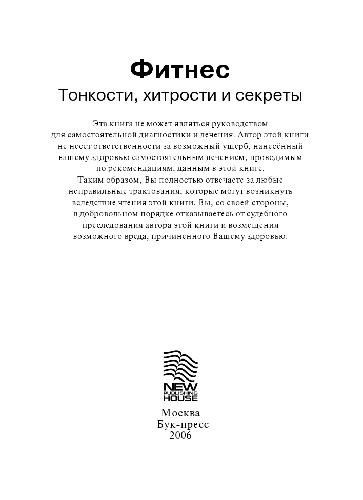 Фитнес
Тонкости, хитрости и секреты
Эта книга не может являться руководством
для самостоятельной диагностики и лечения. Автор этой книги
не несет ответственности за возможный ущерб, нанесённый
вашему здоровью самостоятельным лечением, проводимым
по рекомендациям, данным в этой книге.
Таким образом, Вы полностью отвечаете за любые
неправильные трактования, которые могут возникнуть
вследствие чтения этой книги. Вы, со своей стороны,
в добровольном порядке отказываетесь от судебного
преследования автора этой книги и возмещения
возможного вреда, причиненного Вашему здоровью.
NEW
PUBLISHING
HOUSE
Москва
Бук-пресс
2006